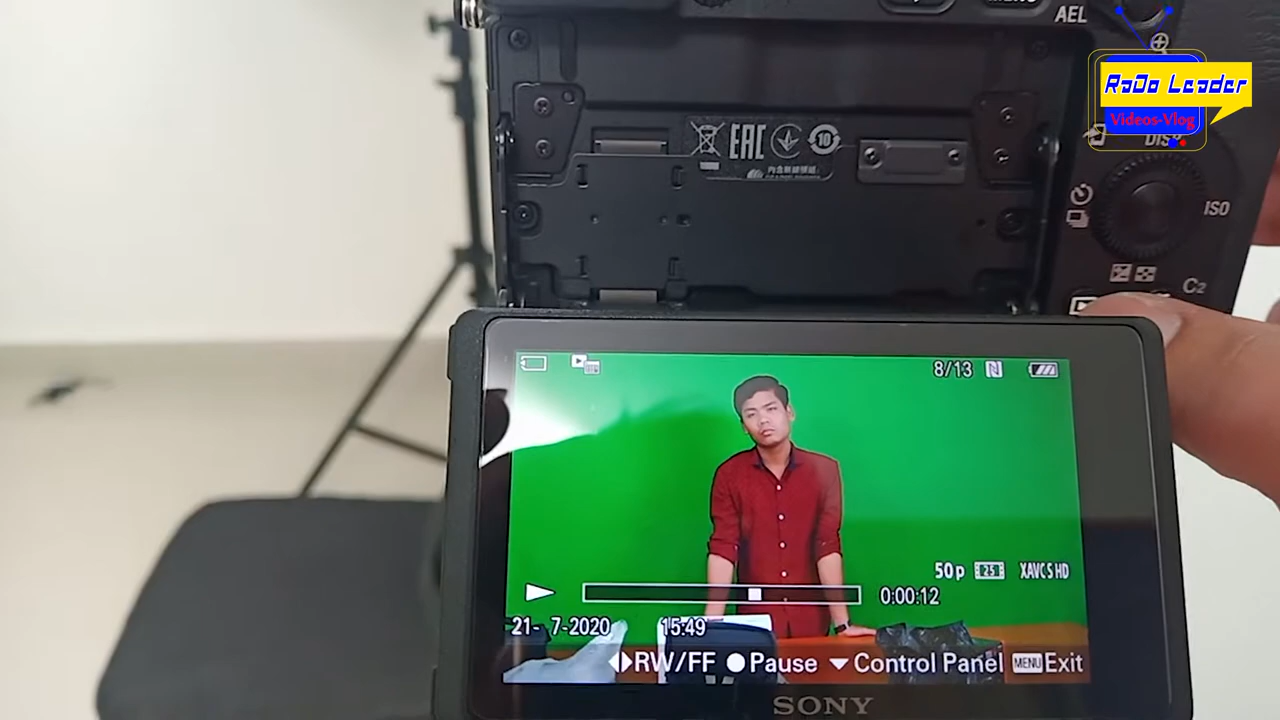 AEL
RaDo Leader
Videos-Vlog
EAC
10
ISO
C2
8/13
N
50p
25
XAVC S HD
0:00:12
21- 7-2020
15:49
RW/FF
Pause
Control Panel
MENU Exit
SONY